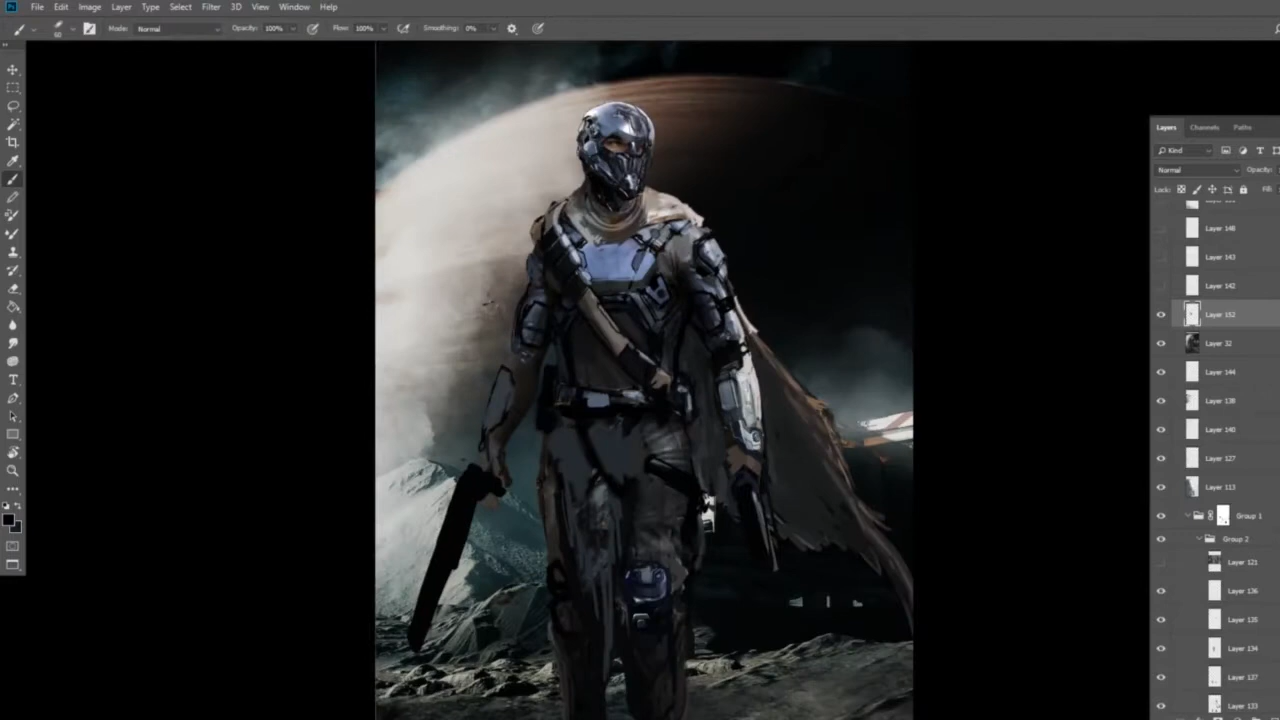 Ps File Edit Image Layer Type Select Filter 3D View Window Help
60 Mode: Normal Opacity: 100% Flow: 100% Smoothing: 0%
Layers Channels Paths
Kind
Normal Opacity:
Lock: Fill:
Layer 148
Layer 143
Layer 142
Layer 152
Layer 32
Layer 144
Layer 138
Layer 140
Layer 127
Layer 113
Group 1
Group 2
Layer 121
Layer 136
Layer 135
Layer 134
Layer 137
Layer 133